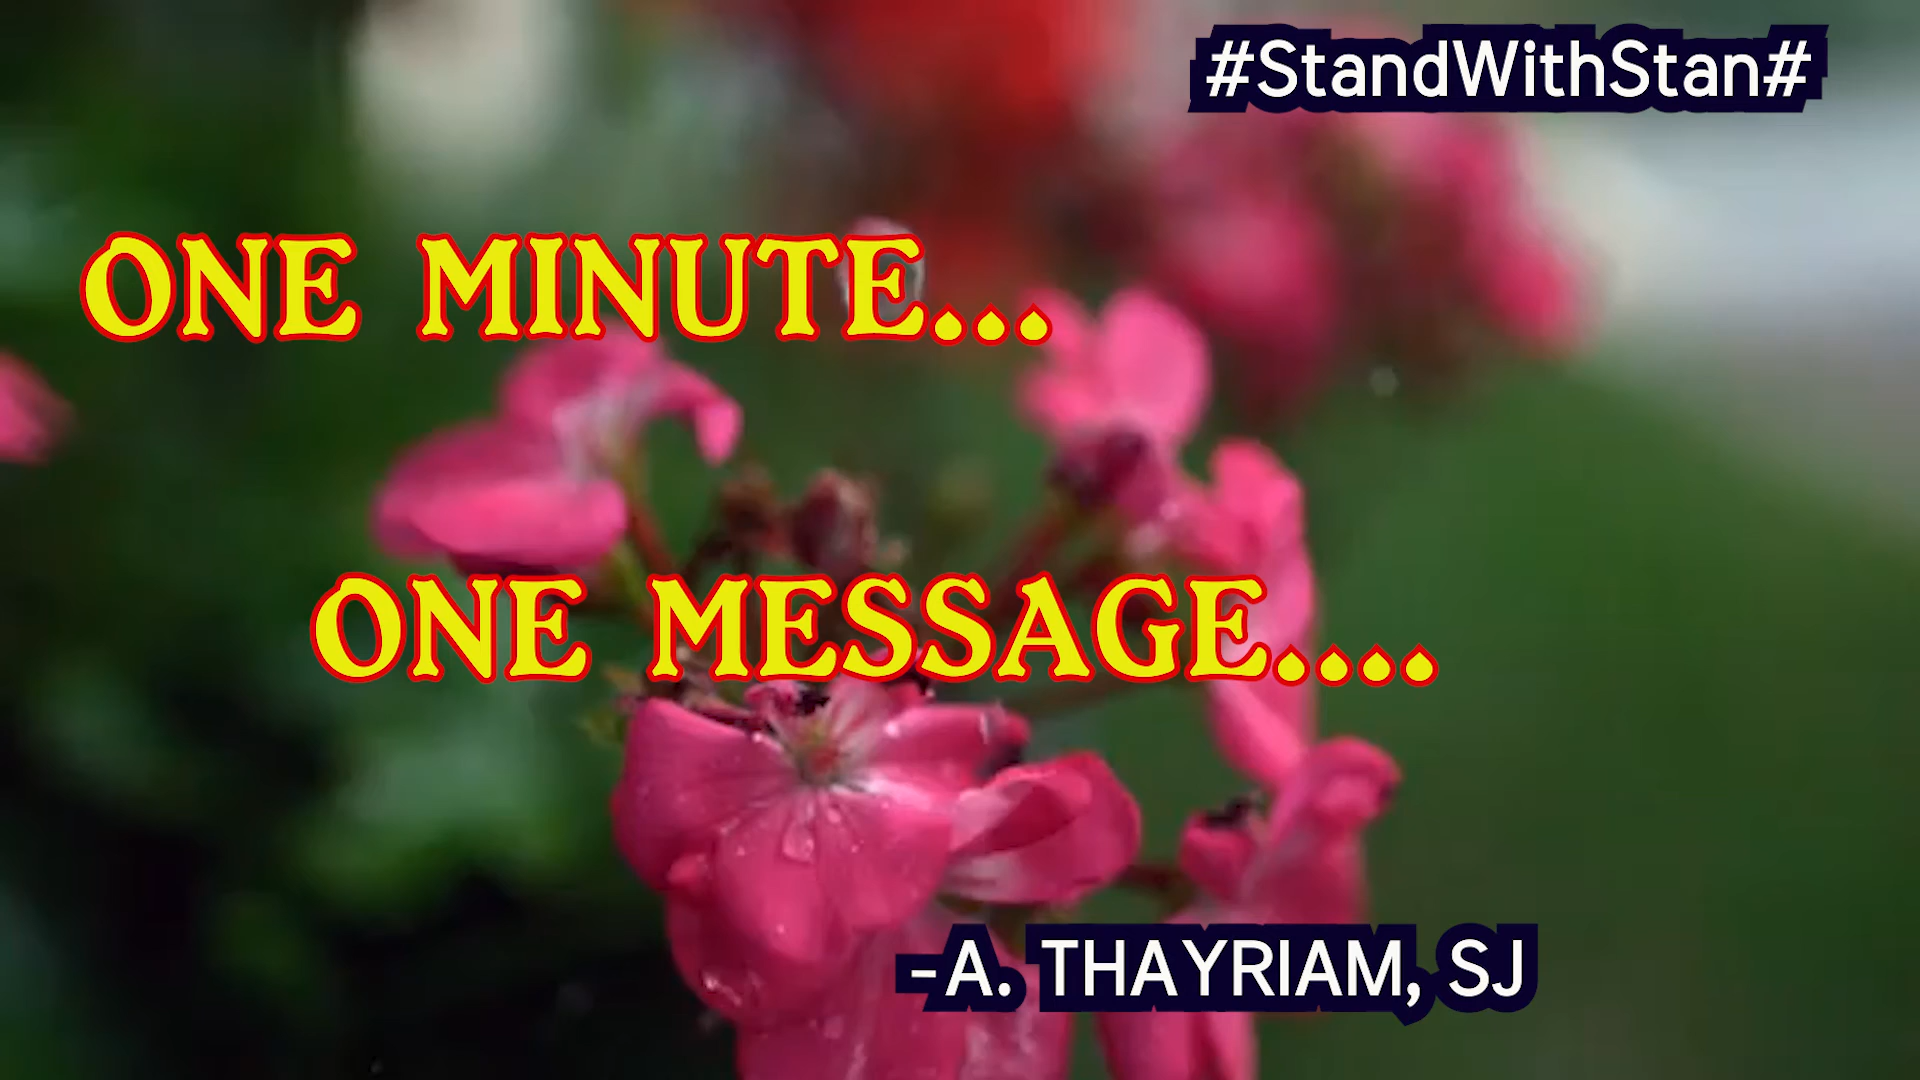 #StandWithStan#
ONE MINUTE...
ONE MESSAGE....
-A. THAYRIAM, SJ